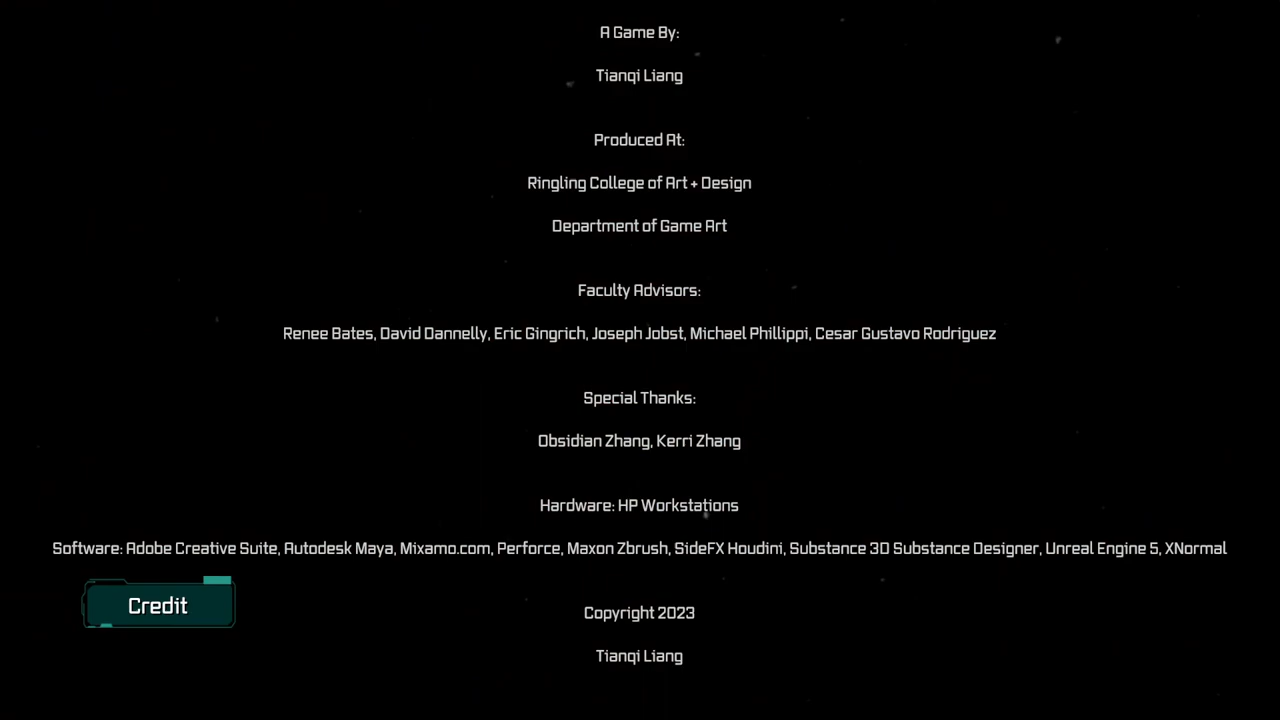 A Game By:
Tianqi Liang
Produced At:
Ringling College of Art + Design
Department of Game Art
Faculty Advisors:
Renee Bates, David Dannelly, Eric Gingrich, Joseph Jobst, Michael Phillippi, Cesar Gustavo Rodriguez
Special Thanks:
Obsidian Zhang, Kerri Zhang
Hardware: HP Workstations
Software: Adobe Creative Suite, Autodesk Maya, Mixamo.com, Perforce, Maxon Zbrush, SideFX Houdini, Substance 3D Substance Designer, Unreal Engine 5, XNormal
Credit
Copyright 2023
Tianqi Liang